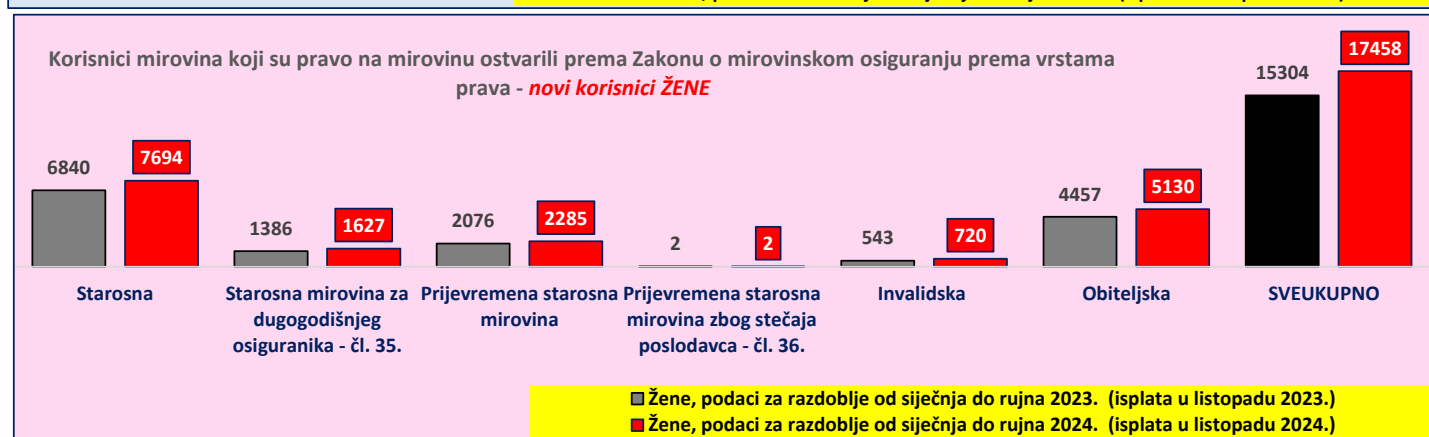 Korisnici mirovina koji su pravo na mirovinu ostvarili prema Zakonu o mirovinskom osiguranju prema vrstama
prava - novi korisnici ŽENE
6840
7694
1386
1627
2076
2285
2
2
543
720
4457
5130
15304
17458
Starosna
Starosna mirovina za
dugogodišnjeg
osiguranika - čl. 35.
Prijevremena starosna
mirovina
Prijevremena starosna
mirovina zbog stečaja
poslodavca - čl. 36.
Invalidska
Obiteljska
SVEUKUPNO
Žene, podaci za razdoblje od siječnja do rujna 2023. (isplata u listopadu 2023.)
Žene, podaci za razdoblje od siječnja do rujna 2024. (isplata u listopadu 2024.)